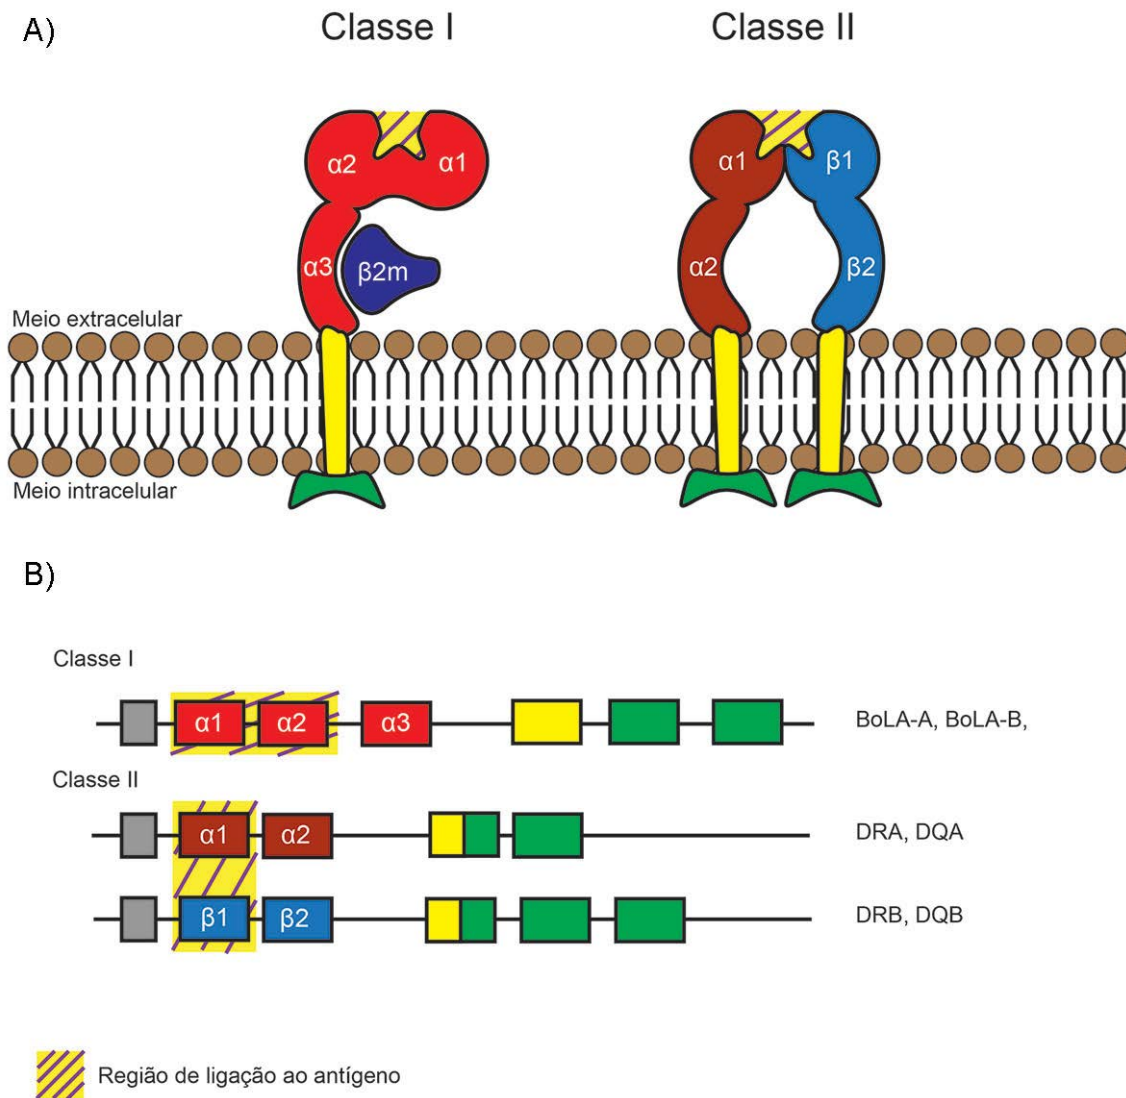 A)
Classe I
Classe II
α2
α1
α1
β1
α3
β2m
α2
β2
Meio extracelular
Meio intracelular
B)
Classe I
α1
α2
α3
BoLA-A, BoLA-B,
Classe II
α1
α2
DRA, DQA
β1
β2
DRB, DQB
Região de ligação ao antígeno